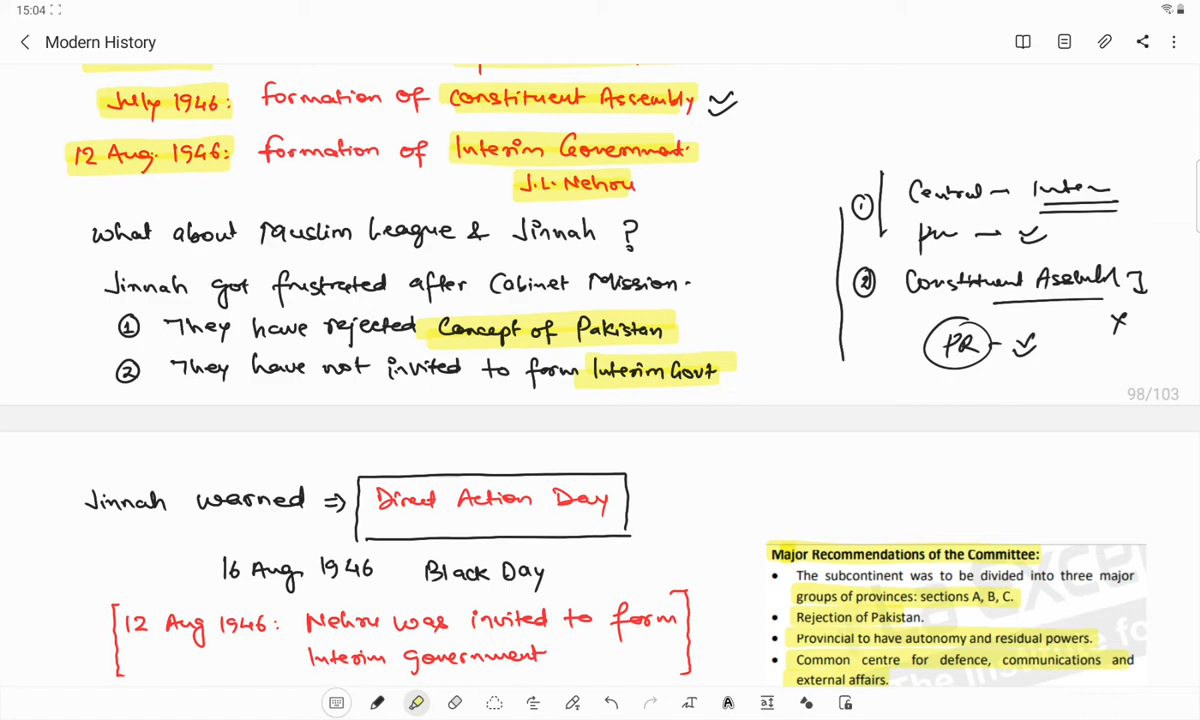 15:04
Modern History
July 1946: formation of Constituent Assembly
12 Aug. 1946: formation of Interim Government.
J.L. Nehru
What about Muslim League & Jinnah ?
Jinnah got frustrated after Cabinet Mission.
① They have rejected Concept of Pakistan
② They have not invited to form Interim Govt
① Central - Inter
② Constituent Assembly
PR -
98/103
Jinnah warned ⇒ Direct Action Day
16 Aug 1946 Black Day
[12 Aug 1946: Nehru was invited to form
Interim government]
Major Recommendations of the Committee:
• The subcontinent was to be divided into three major
groups of provinces: sections A, B, C.
• Rejection of Pakistan.
• Provincial to have autonomy and residual powers.
• Common centre for defence, communications and
external affairs.